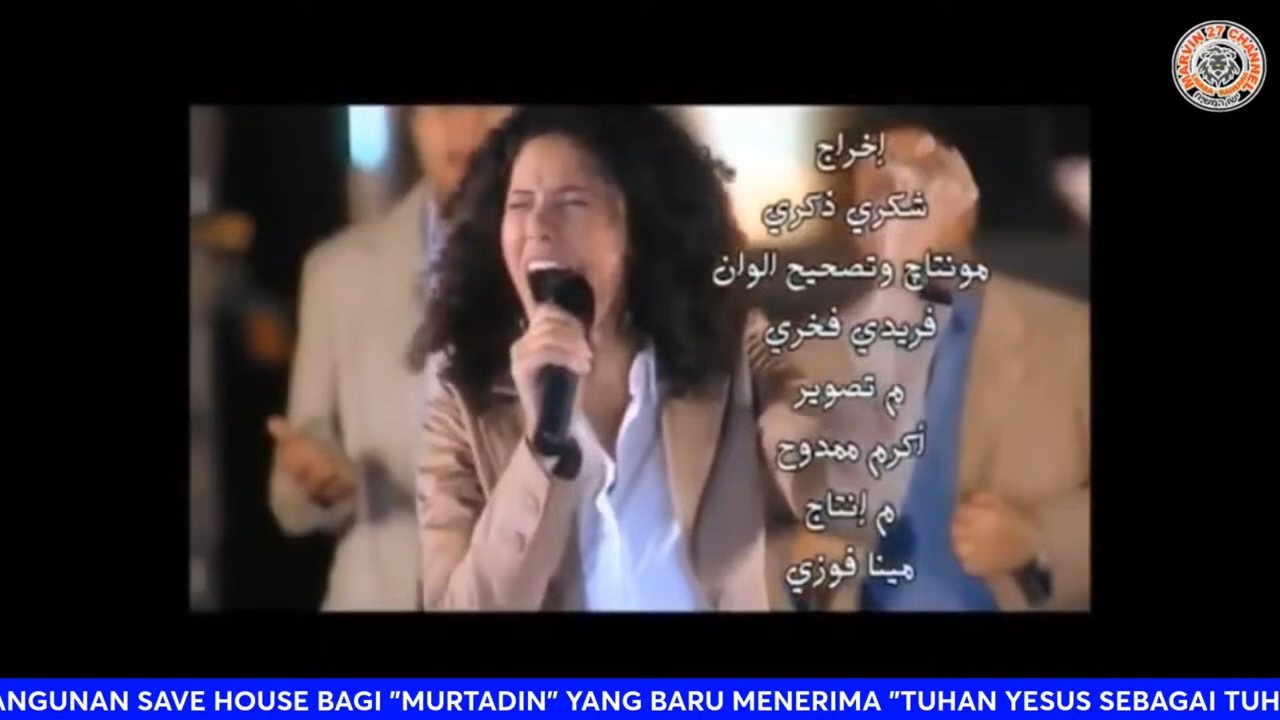 MARVIN 27 CHANNEL
إخراج
شكري ذكري
مونتاچ وتصحيح الوان
فريدي فخري
م تصوير
أكرم ممدوح
م إنتاج
مينا فوزي
ANGUNAN SAVE HOUSE BAGI "MURTADIN" YANG BARU MENERIMA "TUHAN YESUS SEBAGAI TUH